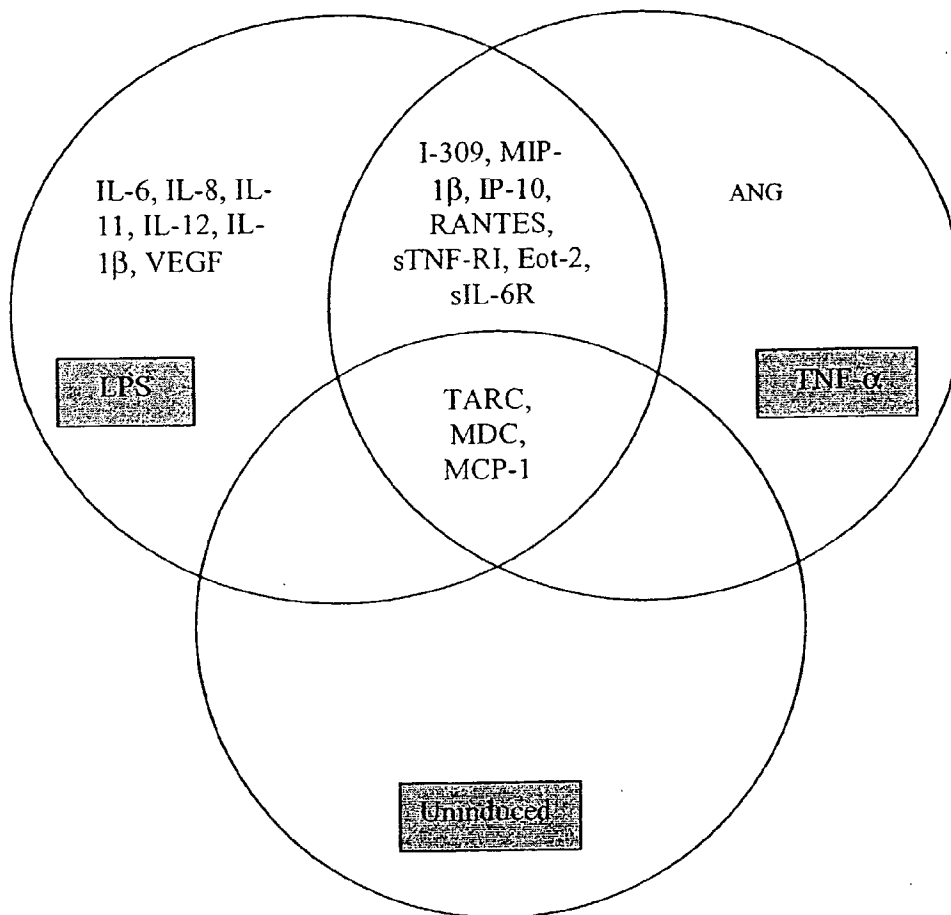 IL-6, IL-8, IL-
11, IL-12, IL-
1β, VEGF
I-309, MIP-
1β, IP-10,
RANTES,
sTNF-RI, Eot-2,
sIL-6R
ANG
LPS
TNF-α
TARC,
MDC,
MCP-1
Uninduced